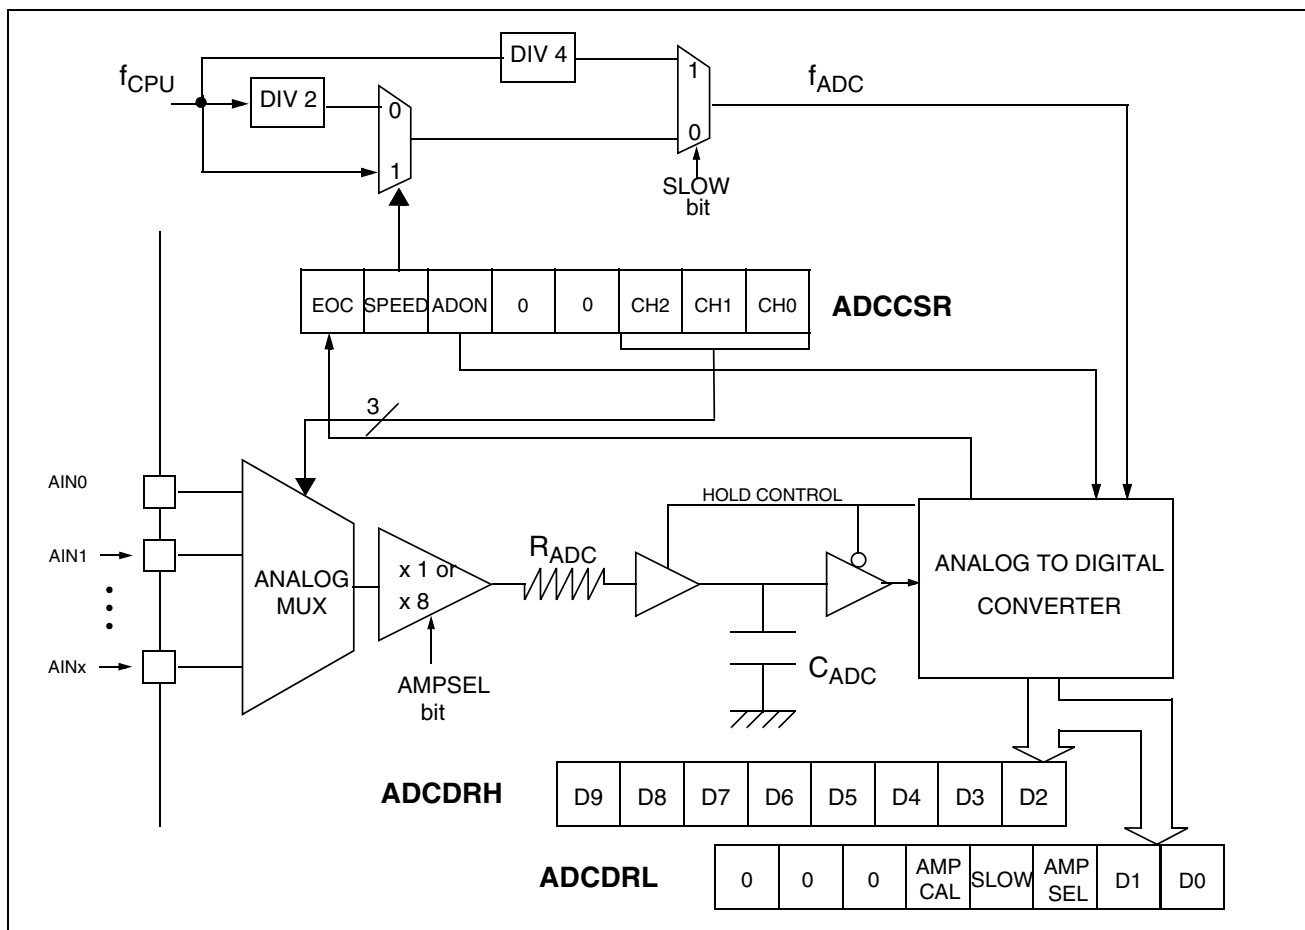 DIV 4
fCPU
DIV 2
0
1
1
0
fADC
SLOW
bit
EOC SPEED ADON 0 0 CH2 CH1 CH0
ADCCSR
3
AIN0
AIN1
AINx
ANALOG
MUX
x 1 or
x 8
AMPSEL
bit
RADC
HOLD CONTROL
CADC
ANALOG TO DIGITAL
CONVERTER
ADCDRH
D9 D8 D7 D6 D5 D4 D3 D2
ADCDRL
0 0 0 AMP CAL SLOW AMP SEL D1 D0